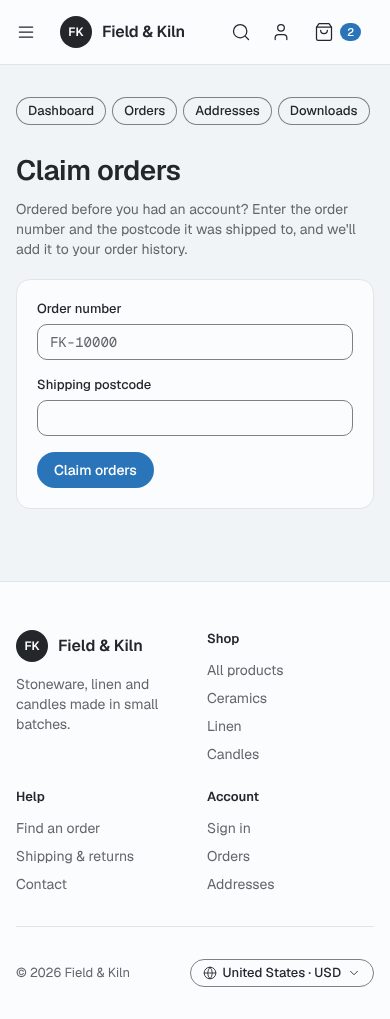 FK Field & Kiln 2
Dashboard Orders Addresses Downloads
Claim orders
Ordered before you had an account? Enter the order
number and the postcode it was shipped to, and we'll
add it to your order history.
Order number
FK-10000
Shipping postcode
Claim orders
FK Field & Kiln
Stoneware, linen and
candles made in small
batches.
Shop
All products
Ceramics
Linen
Candles
Help
Find an order
Shipping & returns
Contact
Account
Sign in
Orders
Addresses
© 2026 Field & Kiln
United States · USD